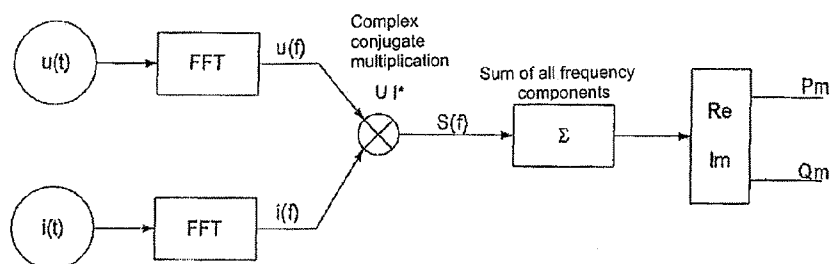 Complex
conjugate
multiplication
U I*
u(t)
FFT
u(f)
Sum of all frequency
components
S(f)
Σ
Re
Im
Pm
Qm
i(t)
FFT
i(f)